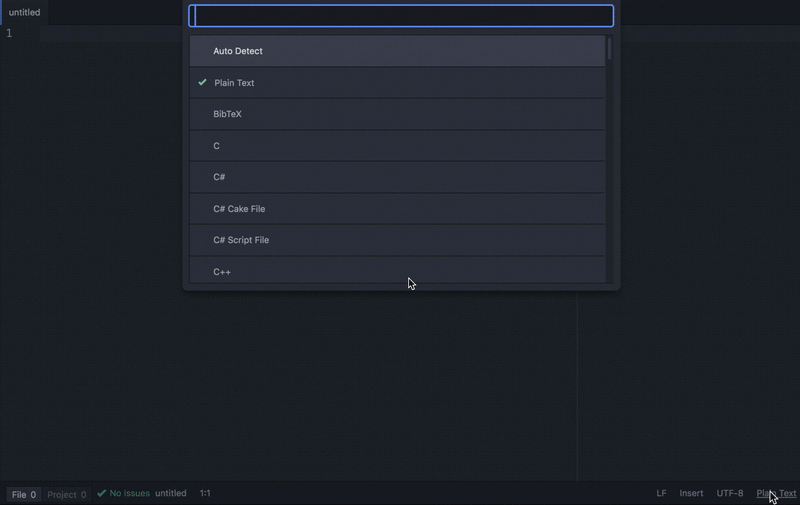 untitled
1
Auto Detect
Plain Text
BibTeX
C
C#
C# Cake File
C# Script File
C++
File 0 Project 0 No Issues untitled 1:1 LF Insert UTF-8 Plain Text